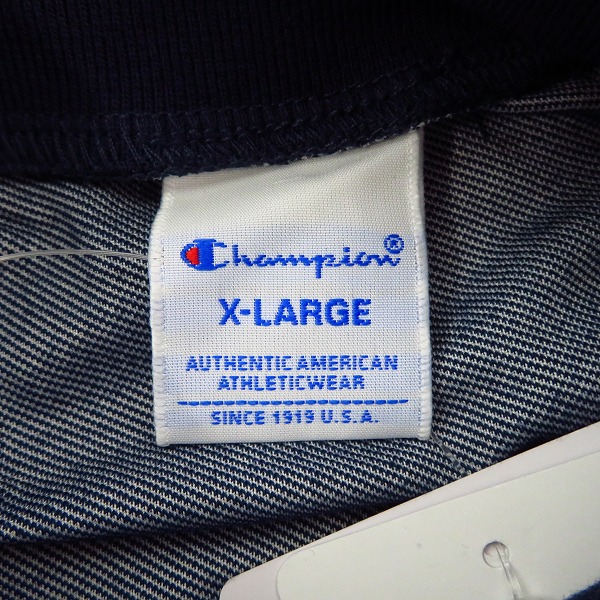 Champion®
X-LARGE
AUTHENTIC AMERICAN
ATHLETICWEAR
SINCE 1919 U.S.A.